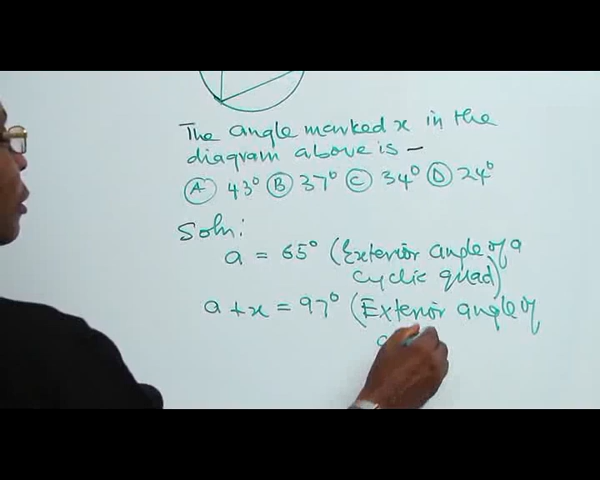 The angle marked x in the
diagram above is -
(A) 43° (B) 37° (C) 34° (D) 24°
Soln:
a = 65° (Exterior angle of a
cyclic quad)
a + x = 97° (Exterior angle of